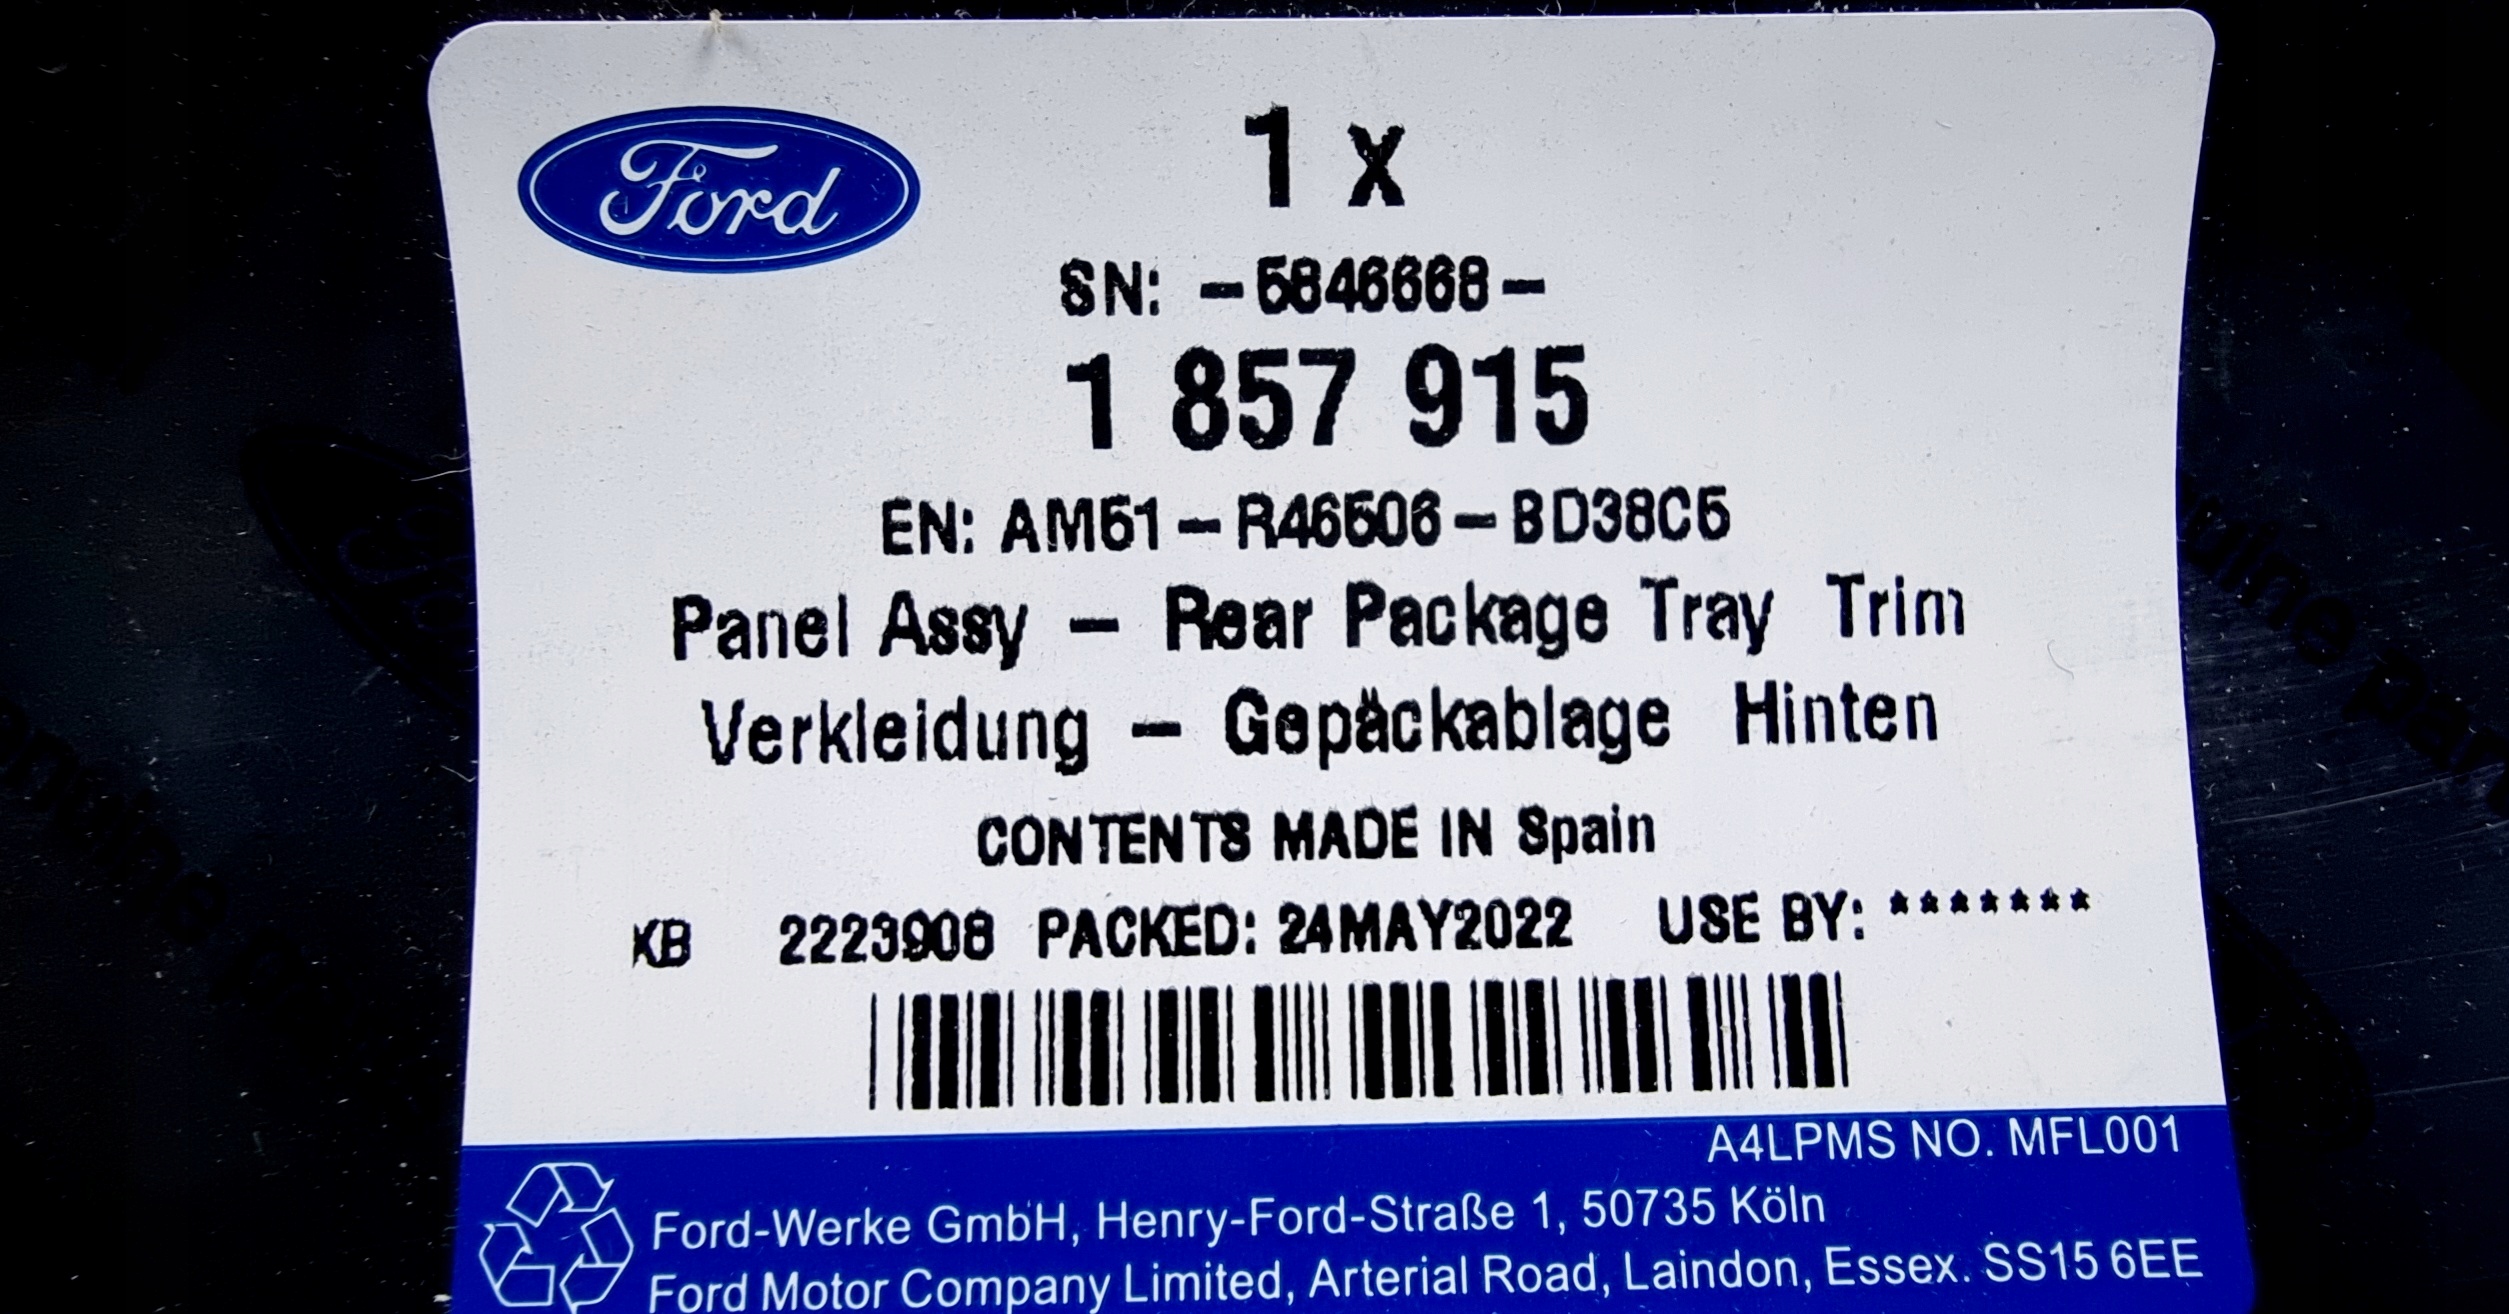 Ford
1 x
SN: -5846668-
1 857 915
EN: AM51-R46506-BD38C5
Panel Assy - Rear Package Tray Trim
Verkleidung - Gepäckablage Hinten
CONTENTS MADE IN Spain
KB 2223908 PACKED: 24MAY2022 USE BY: *******
A4LPMS NO. MFL001
Ford-Werke GmbH, Henry-Ford-Straße 1, 50735 Köln
Ford Motor Company Limited, Arterial Road, Laindon, Essex. SS15 6EE